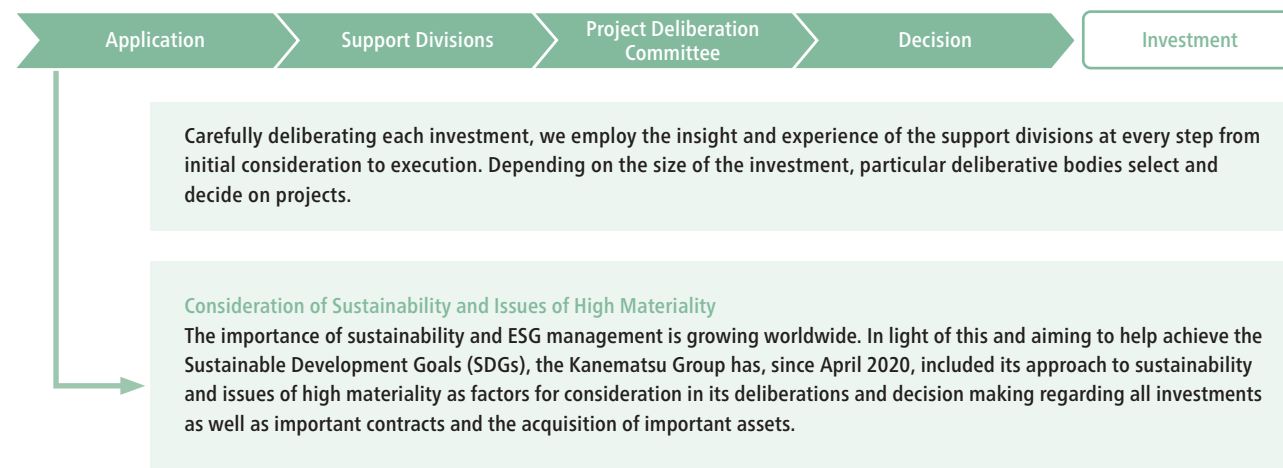 Application
Support Divisions
Project Deliberation
Committee
Decision
Investment
Carefully deliberating each investment, we employ the insight and experience of the support divisions at every step from
initial consideration to execution. Depending on the size of the investment, particular deliberative bodies select and
decide on projects.
Consideration of Sustainability and Issues of High Materiality
The importance of sustainability and ESG management is growing worldwide. In light of this and aiming to help achieve the
Sustainable Development Goals (SDGs), the Kanematsu Group has, since April 2020, included its approach to sustainability
and issues of high materiality as factors for consideration in its deliberations and decision making regarding all investments
as well as important contracts and the acquisition of important assets.